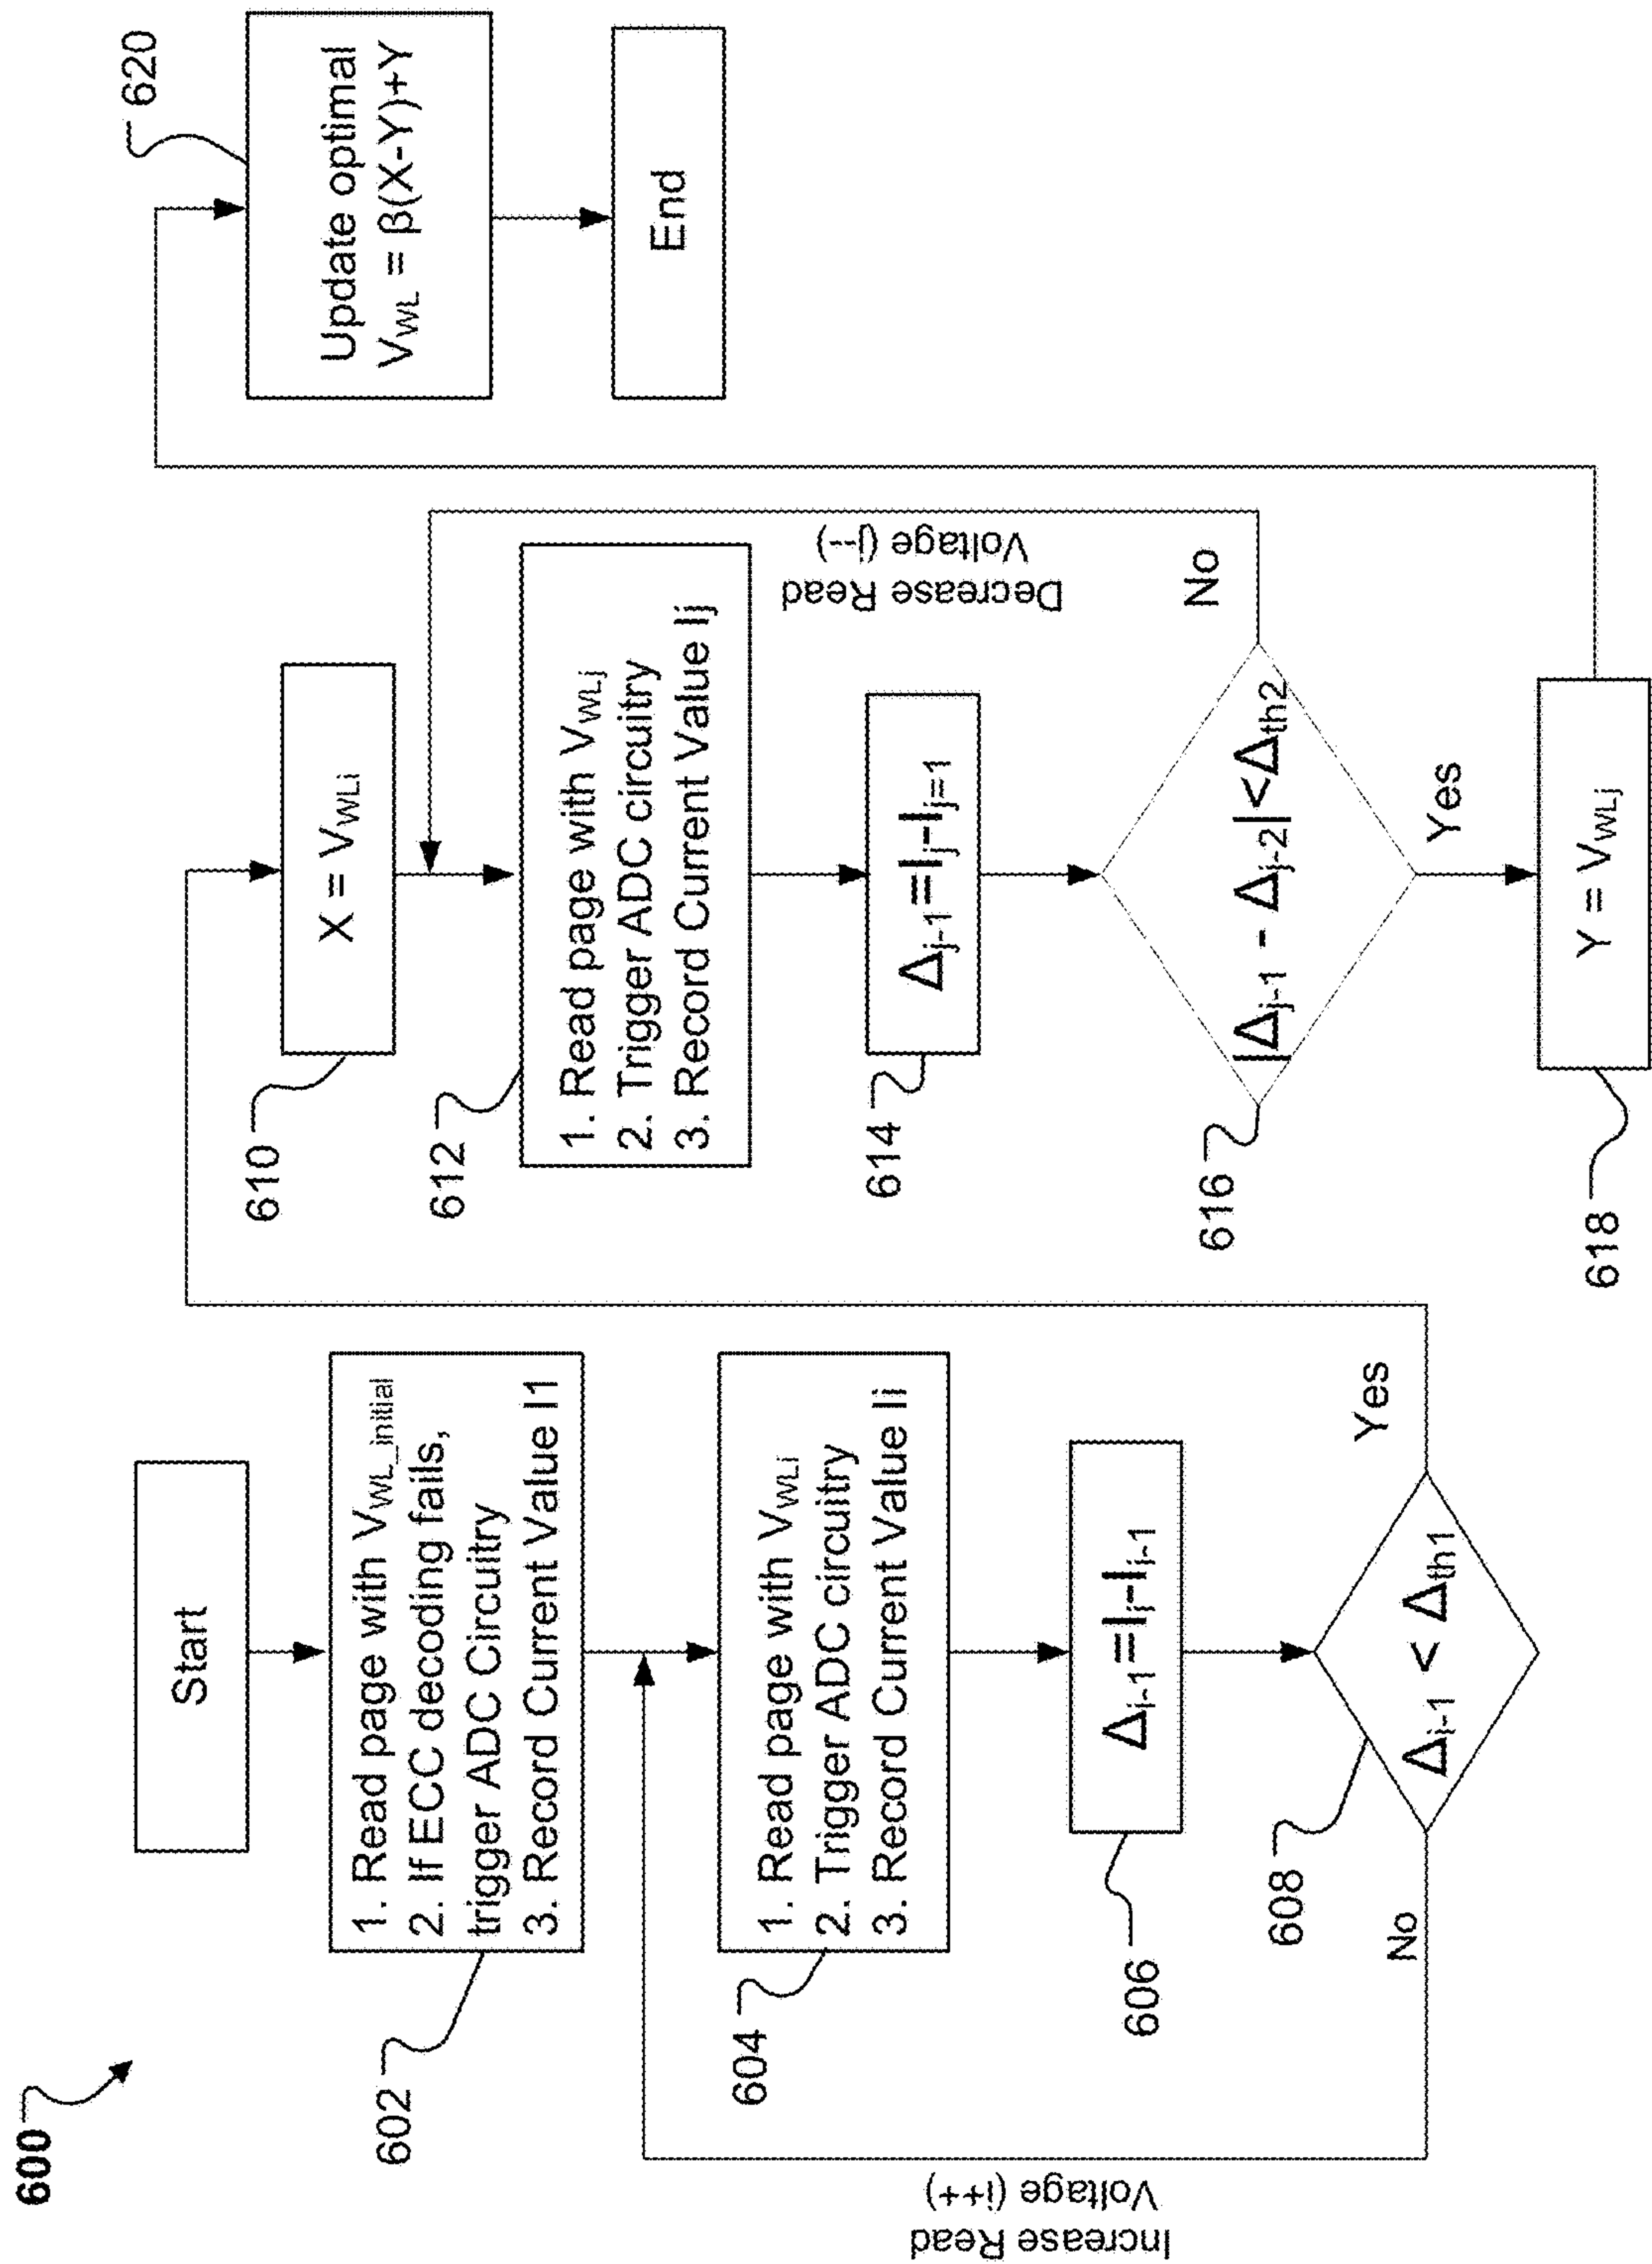 600
Start
602
1. Read page with VWL_initial
2. If ECC decoding fails,
trigger ADC Circuitry
3. Record Current Value I1
604
1. Read page with VWLi
2. Trigger ADC circuitry
3. Record Current Value Ii
606
Δi-1=Ii-Ii-1
608
Δi-1 < Δth1
No
Yes
Increase Read
Voltage (i++)
610
X = VWLi
612
1. Read page with VWLj
2. Trigger ADC circuitry
3. Record Current Value Ij
614
Δj-1=Ij-Ij=1
616
|Δj-1 - Δj-2|<Δth2
No
Yes
Decrease Read
Voltage (j--)
618
Y = VWLj
620
Update optimal
VWL = β(X-Y)+Y
End